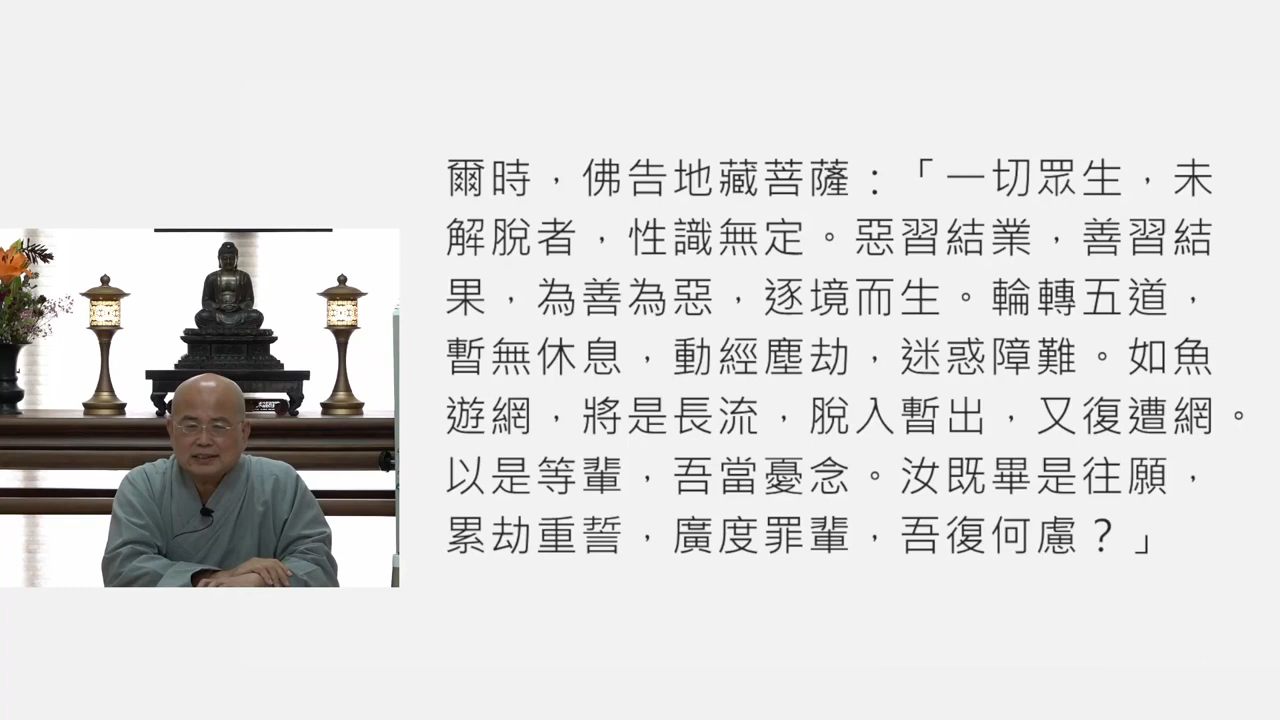 爾時，佛告地藏菩薩：「一切眾生，未
解脫者，性識無定。惡習結業，善習結
果，為善為惡，逐境而生。輪轉五道，
暫無休息，動經塵劫，迷惑障難。如魚
遊網，將是長流，脫入暫出，又復遭網。
以是等輩，吾當憂念。汝既畢是往願，
累劫重誓，廣度罪輩，吾復何慮？」